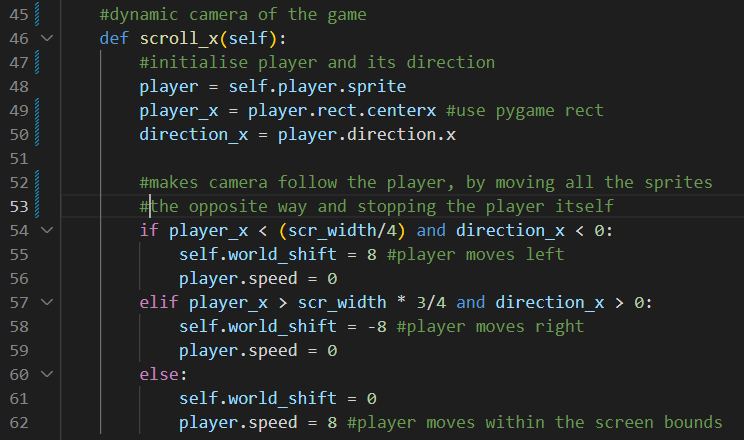 45 #dynamic camera of the game
46 def scroll_x(self):
47 #initialise player and its direction
48 player = self.player.sprite
49 player_x = player.rect.centerx #use pygame rect
50 direction_x = player.direction.x
51
52 #makes camera follow the player, by moving all the sprites
53 #the opposite way and stopping the player itself
54 if player_x < (scr_width/4) and direction_x < 0:
55 self.world_shift = 8 #player moves left
56 player.speed = 0
57 elif player_x > scr_width * 3/4 and direction_x > 0:
58 self.world_shift = -8 #player moves right
59 player.speed = 0
60 else:
61 self.world_shift = 0
62 player.speed = 8 #player moves within the screen bounds